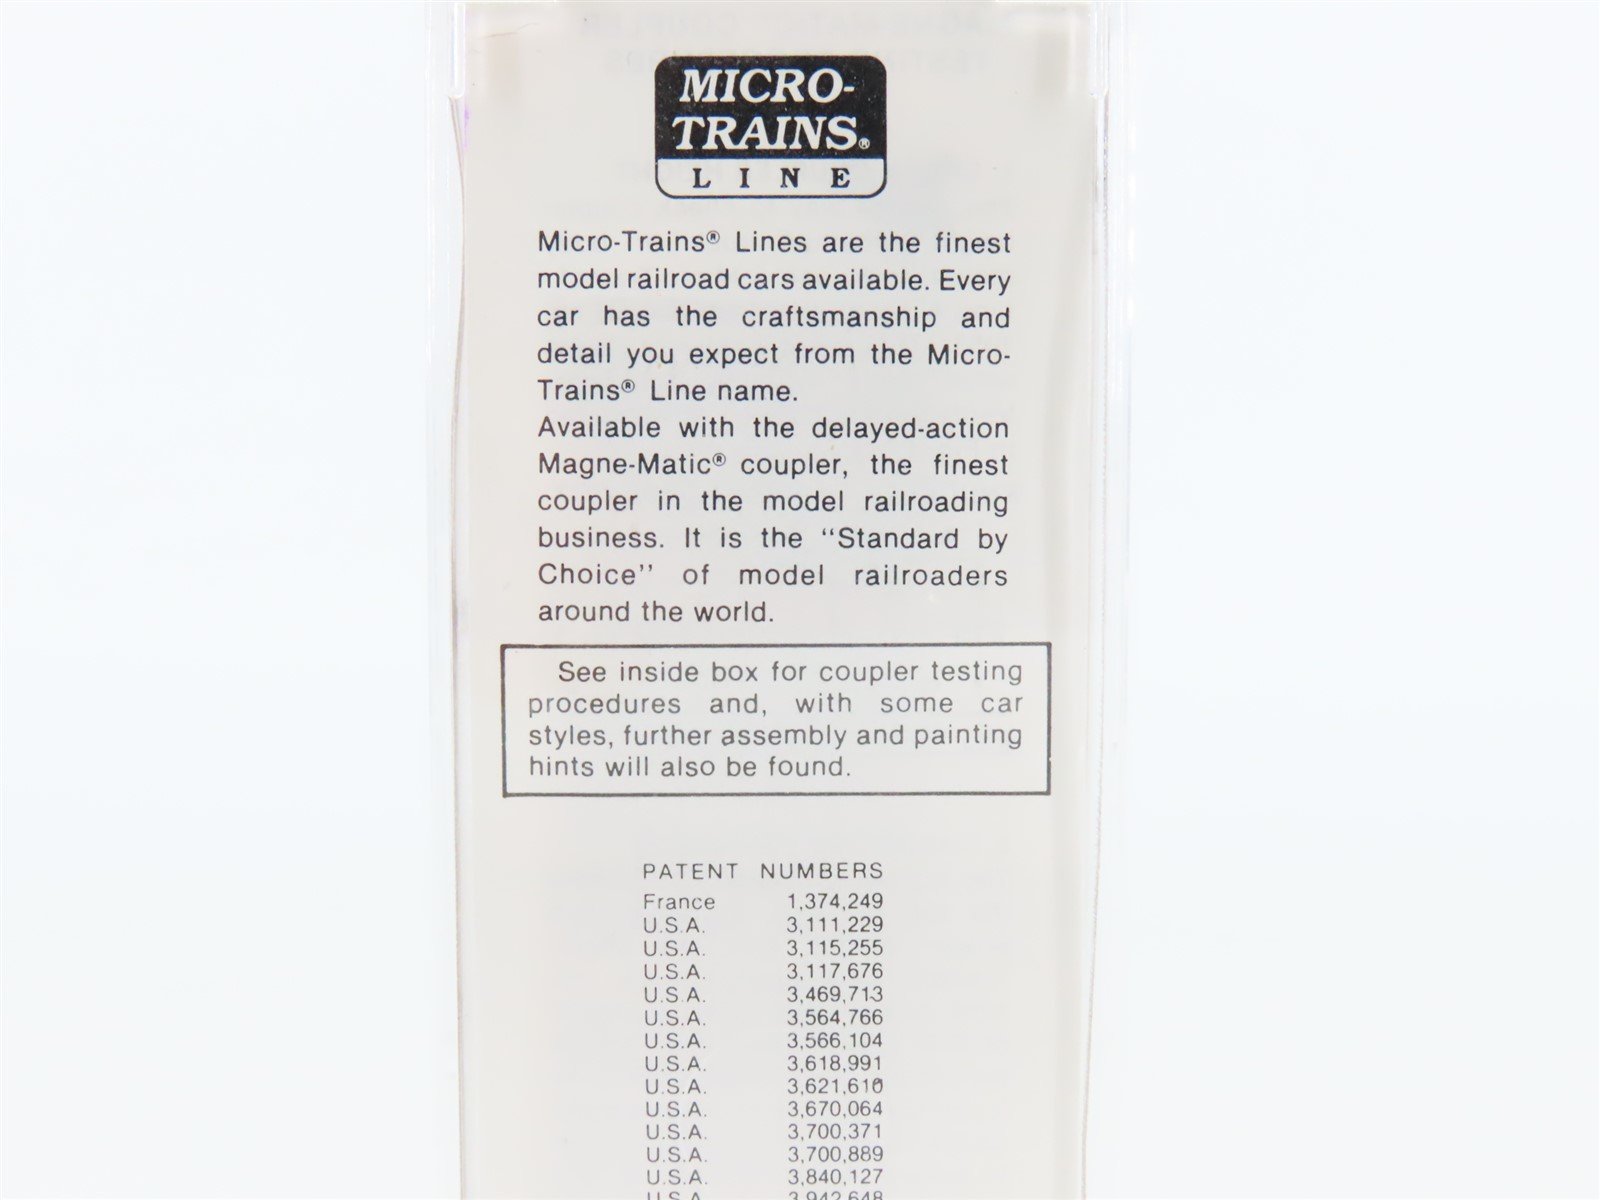 MICRO-
TRAINS®
LINE
Micro-Trains® Lines are the finest
model railroad cars available. Every
car has the craftsmanship and
detail you expect from the Micro-
Trains® Line name.
Available with the delayed-action
Magne-Matic® coupler, the finest
coupler in the model railroading
business. It is the “Standard by
Choice” of model railroaders
around the world.
See inside box for coupler testing
procedures and, with some car
styles, further assembly and painting
hints will also be found.
PATENT NUMBERS
France 1,374,249
U.S.A. 3,111,229
U.S.A. 3,115,255
U.S.A. 3,117,676
U.S.A. 3,469,713
U.S.A. 3,564,766
U.S.A. 3,566,104
U.S.A. 3,618,991
U.S.A. 3,621,610
U.S.A. 3,670,064
U.S.A. 3,700,371
U.S.A. 3,700,889
U.S.A. 3,840,127
U.S.A. 3,942,648